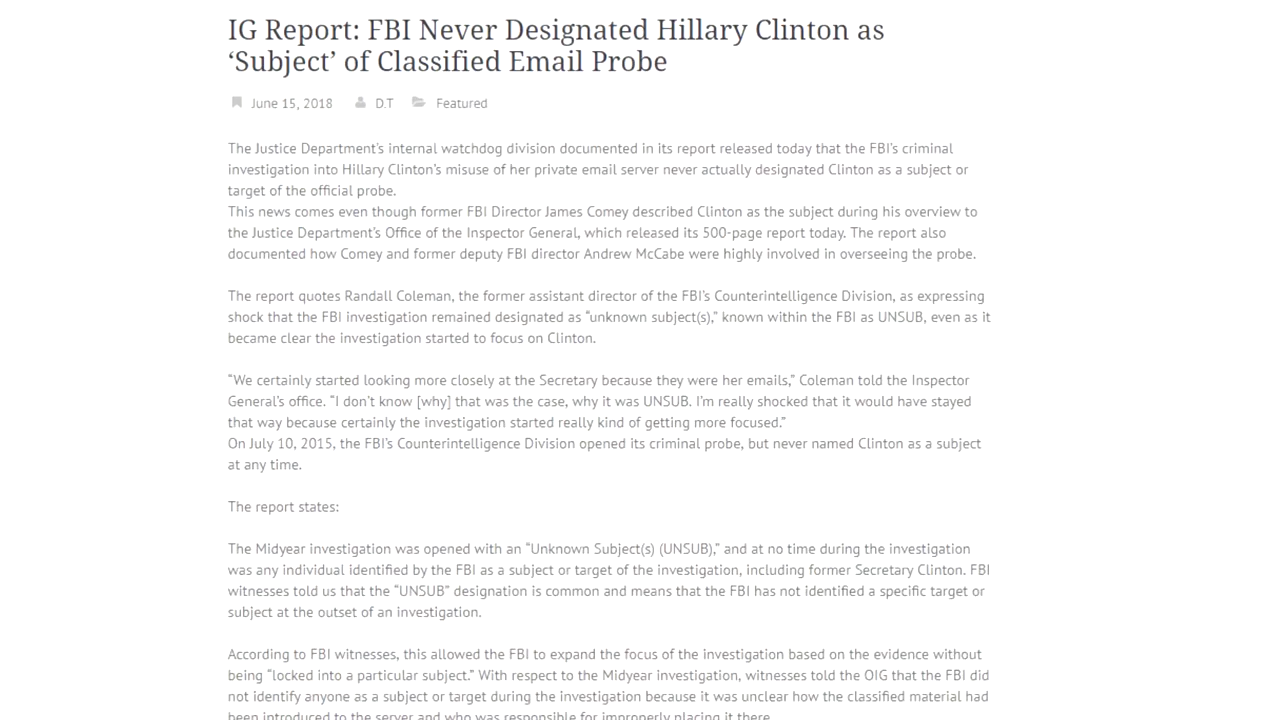 IG Report: FBI Never Designated Hillary Clinton as
‘Subject’ of Classified Email Probe
June 15, 2018 D.T Featured
The Justice Department’s internal watchdog division documented in its report released today that the FBI’s criminal
investigation into Hillary Clinton’s misuse of her private email server never actually designated Clinton as a subject or
target of the official probe.
This news comes even though former FBI Director James Comey described Clinton as the subject during his overview to
the Justice Department’s Office of the Inspector General, which released its 500-page report today. The report also
documented how Comey and former deputy FBI director Andrew McCabe were highly involved in overseeing the probe.
The report quotes Randall Coleman, the former assistant director of the FBI’s Counterintelligence Division, as expressing
shock that the FBI investigation remained designated as “unknown subject(s),” known within the FBI as UNSUB, even as it
became clear the investigation started to focus on Clinton.
“We certainly started looking more closely at the Secretary because they were her emails,” Coleman told the Inspector
General’s office. “I don’t know [why] that was the case, why it was UNSUB. I’m really shocked that it would have stayed
that way because certainly the investigation started really kind of getting more focused.”
On July 10, 2015, the FBI’s Counterintelligence Division opened its criminal probe, but never named Clinton as a subject
at any time.
The report states:
The Midyear investigation was opened with an “Unknown Subject(s) (UNSUB),” and at no time during the investigation
was any individual identified by the FBI as a subject or target of the investigation, including former Secretary Clinton. FBI
witnesses told us that the “UNSUB” designation is common and means that the FBI has not identified a specific target or
subject at the outset of an investigation.
According to FBI witnesses, this allowed the FBI to expand the focus of the investigation based on the evidence without
being “locked into a particular subject.” With respect to the Midyear investigation, witnesses told the OIG that the FBI did
not identify anyone as a subject or target during the investigation because it was unclear how the classified material had
been introduced to the server and who was responsible for improperly placing it there.